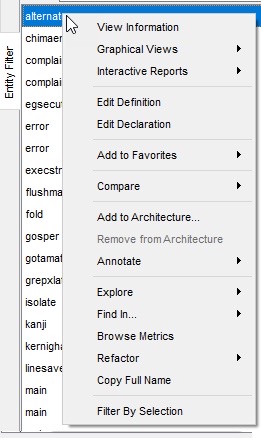 Entity Filter
alternat
chimaer
complai
complai
egsecut
error
error
execstr
flushma
fold
gosper
gotamat
grepxlat
isolate
kanji
kernigha
linesave
main
main
View Information
Graphical Views
Interactive Reports
Edit Definition
Edit Declaration
Add to Favorites
Compare
Add to Architecture...
Remove from Architecture
Annotate
Explore
Find In...
Browse Metrics
Refactor
Copy Full Name
Filter By Selection